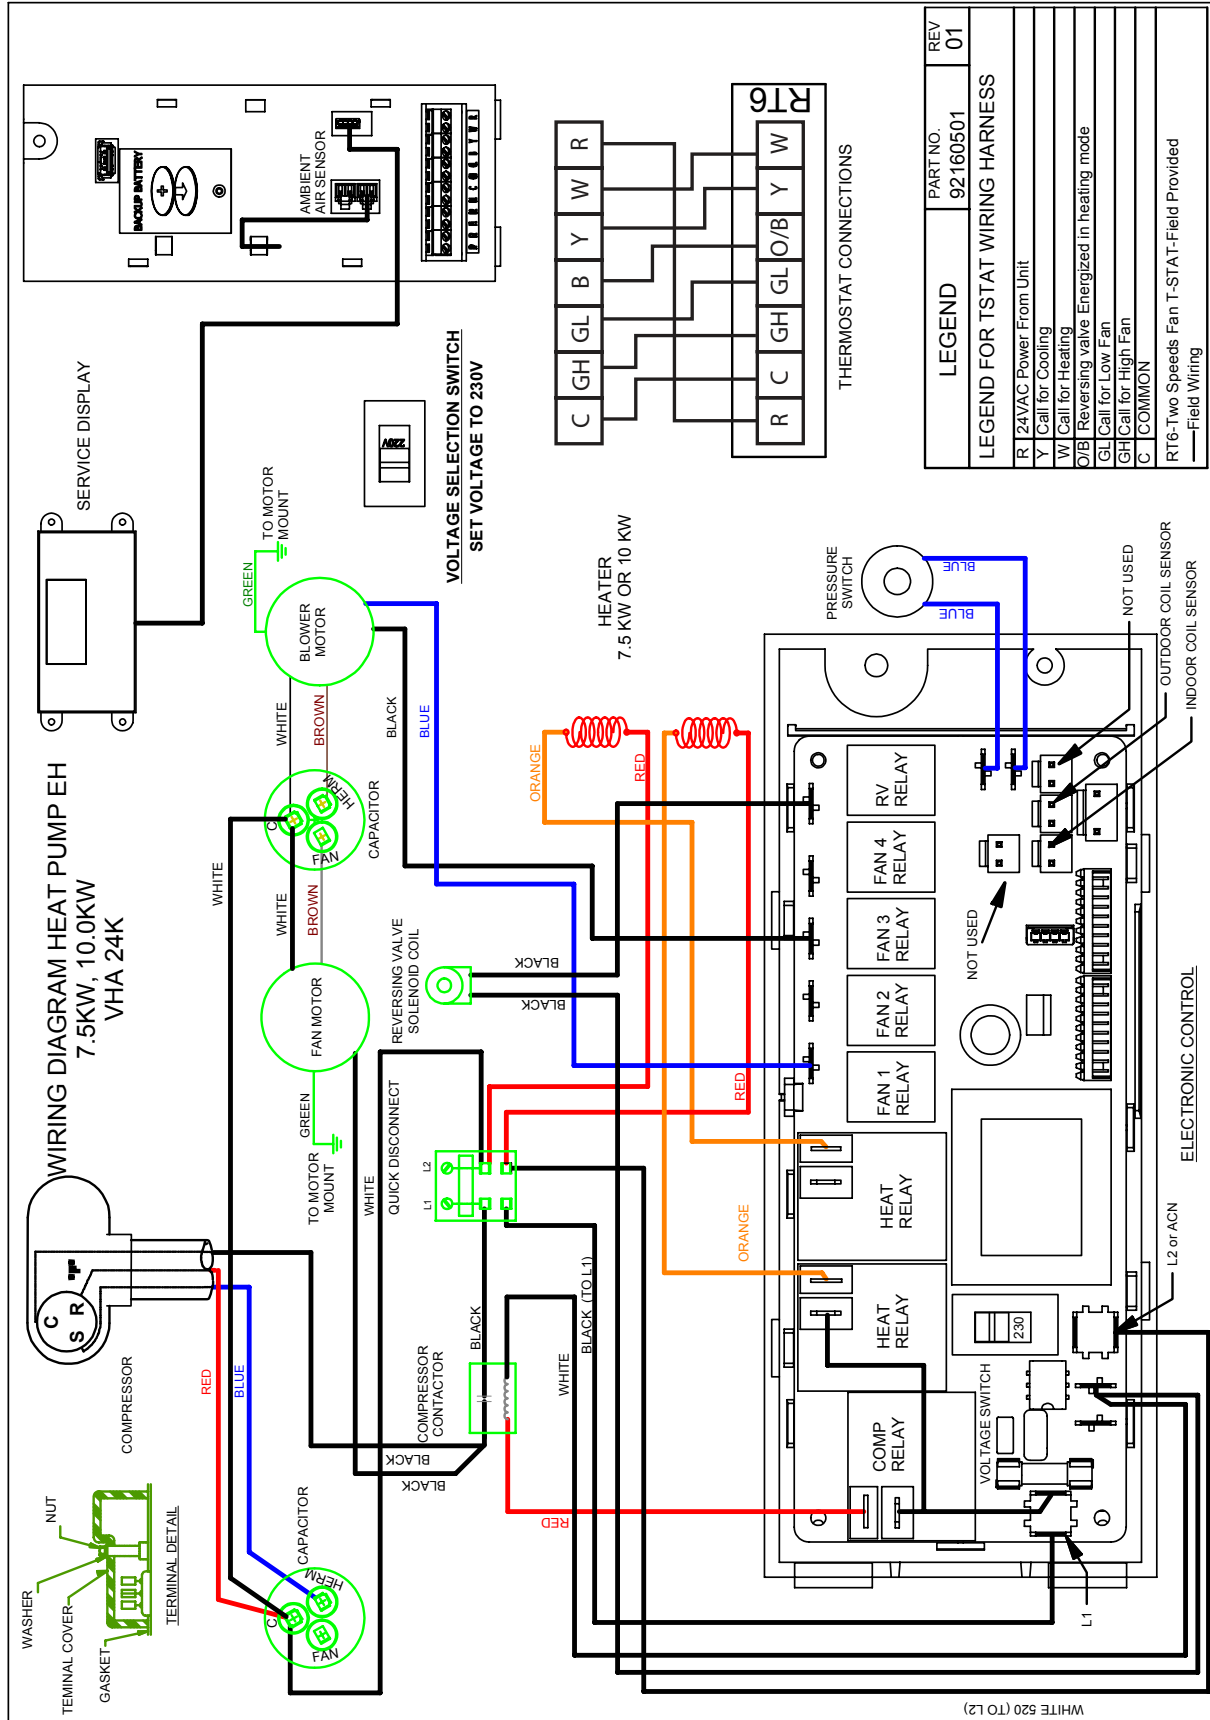 WIRING DIAGRAM HEAT PUMP EH
7.5KW, 10.0KW
VHA 24K
WASHER
NUT
TEMINAL COVER
GASKET
TERMINAL DETAIL
COMPRESSOR
C
S R
RED
BLUE
CAPACITOR
C
HERM
FAN
TO MOTOR
MOUNT
GREEN
FAN MOTOR
WHITE
BROWN
WHITE
C
HERM
FAN
CAPACITOR
WHITE
BROWN
BLOWER
MOTOR
GREEN
TO MOTOR
MOUNT
BLACK
BLUE
SERVICE DISPLAY
BACKUP BATTERY
AMBIENT
AIR SENSOR
220V
VOLTAGE SELECTION SWITCH
SET VOLTAGE TO 230V
WHITE
QUICK DISCONNECT
L1
L2
REVERSING VALVE
SOLENOID COIL
BLACK
BLACK
COMPRESSOR
CONTACTOR
BLACK
BLACK
BLACK
BLACK (TO L1)
WHITE
RED
ORANGE
RED
ORANGE
RED
HEATER
7.5 KW OR 10 KW
C GH GL B Y W R
R C GH GL O/B Y W
RT6
THERMOSTAT CONNECTIONS
PRESSURE
SWITCH
BLUE
BLUE
COMP
RELAY
HEAT
RELAY
HEAT
RELAY
FAN 1
RELAY
FAN 2
RELAY
FAN 3
RELAY
FAN 4
RELAY
RV
RELAY
VOLTAGE SWITCH
230
NOT USED
NOT USED
OUTDOOR COIL SENSOR
INDOOR COIL SENSOR
L1
L2 or ACN
ELECTRONIC CONTROL
WHITE 520 (TO L2)
LEGEND
PART NO.
92160501
REV
01
LEGEND FOR TSTAT WIRING HARNESS
R 24VAC Power From Unit
Y Call for Cooling
W Call for Heating
O/B Reversing valve Energized in heating mode
GL Call for Low Fan
GH Call for High Fan
C COMMON
RT6-Two Speeds Fan T-STAT-Field Provided
Field Wiring